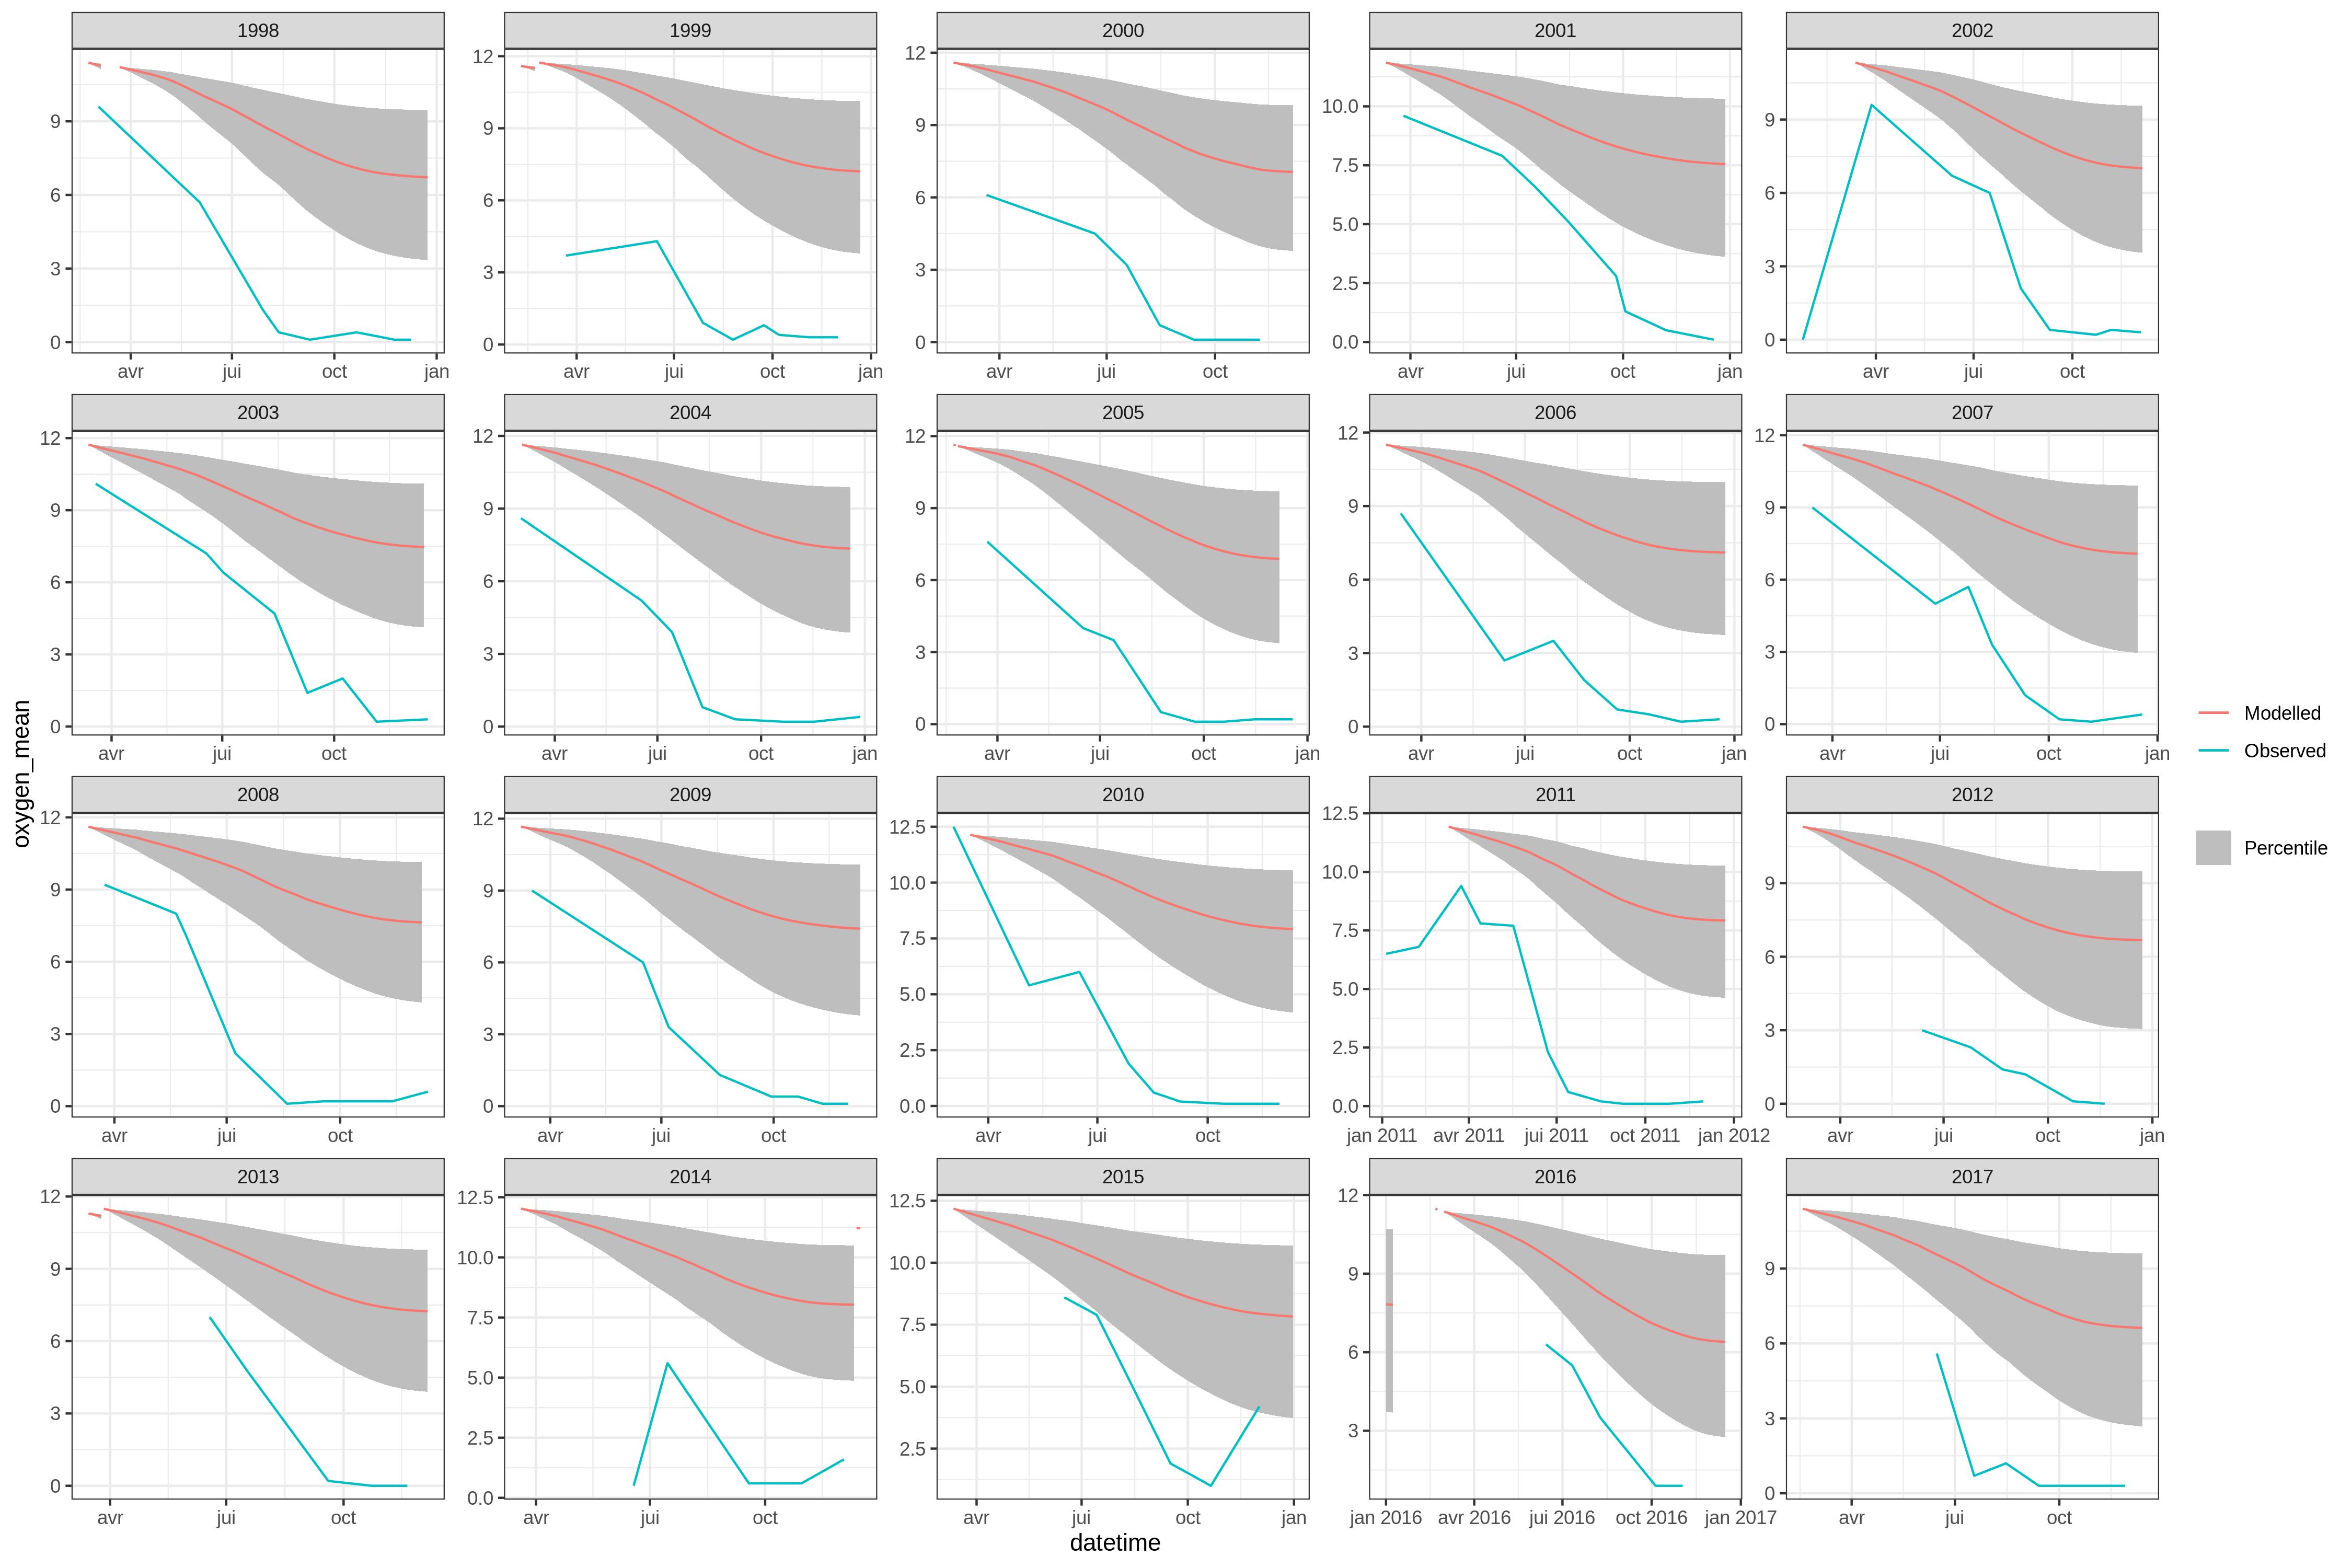 1998 1999 2000 2001 2002
9 6 3 0
12 9 6 3 0
12 9 6 3 0
10.0 7.5 5.0 2.5 0.0
9 6 3 0
avr jui oct jan
avr jui oct jan
avr jui oct
avr jui oct jan
avr jui oct
2003 2004 2005 2006 2007
12 9 6 3 0
12 9 6 3 0
12 9 6 3 0
12 9 6 3 0
12 9 6 3 0
avr jui oct
avr jui oct jan
avr jui oct jan
avr jui oct jan
avr jui oct jan
2008 2009 2010 2011 2012
12 9 6 3 0
12 9 6 3 0
12.5 10.0 7.5 5.0 2.5 0.0
12.5 10.0 7.5 5.0 2.5 0.0
9 6 3 0
avr jui oct
avr jui oct
avr jui oct
jan 2011 avr 2011 jui 2011 oct 2011 jan 2012
avr jui oct jan
2013 2014 2015 2016 2017
12 9 6 3 0
12.5 10.0 7.5 5.0 2.5 0.0
12.5 10.0 7.5 5.0 2.5
12 9 6 3
9 6 3 0
avr jui oct
avr jui oct
avr jui oct jan
jan 2016 avr 2016 jui 2016 oct 2016 jan 2017
avr jui oct
oxygen_mean
datetime
Modelled
Observed
Percentile